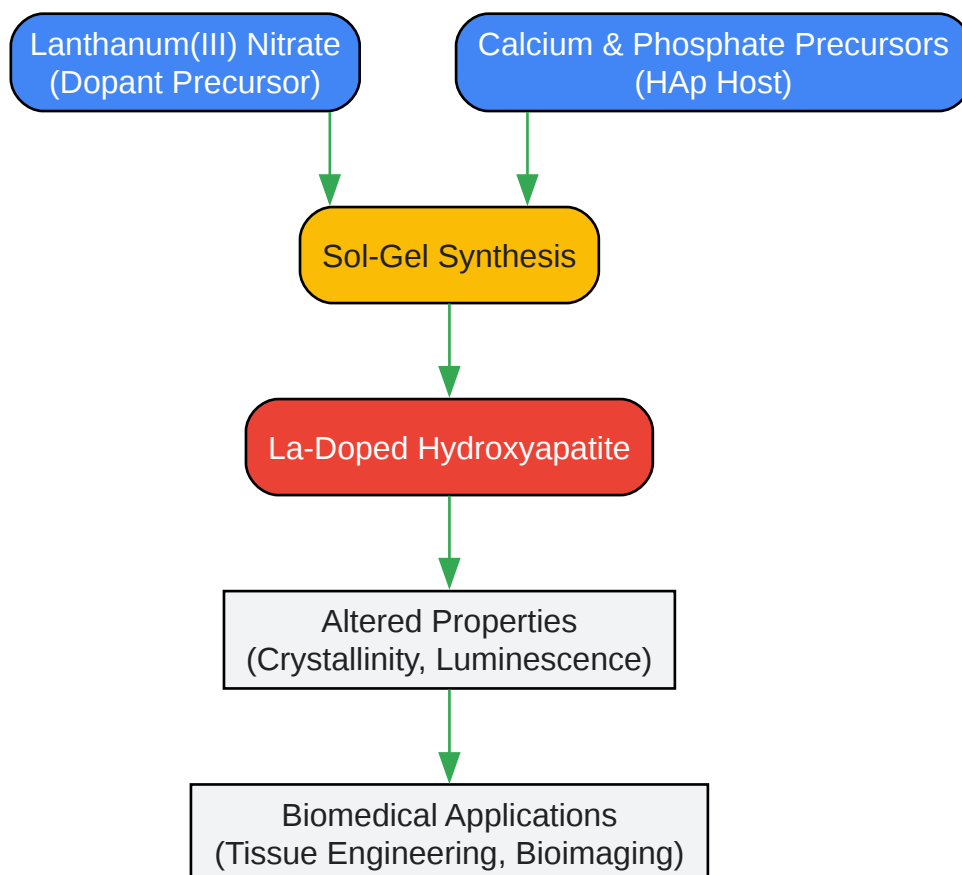 Lanthanum(III) Nitrate
(Dopant Precursor)
Calcium & Phosphate Precursors
(HAp Host)
Sol-Gel Synthesis
La-Doped Hydroxyapatite
Altered Properties
(Crystallinity, Luminescence)
Biomedical Applications
(Tissue Engineering, Bioimaging)